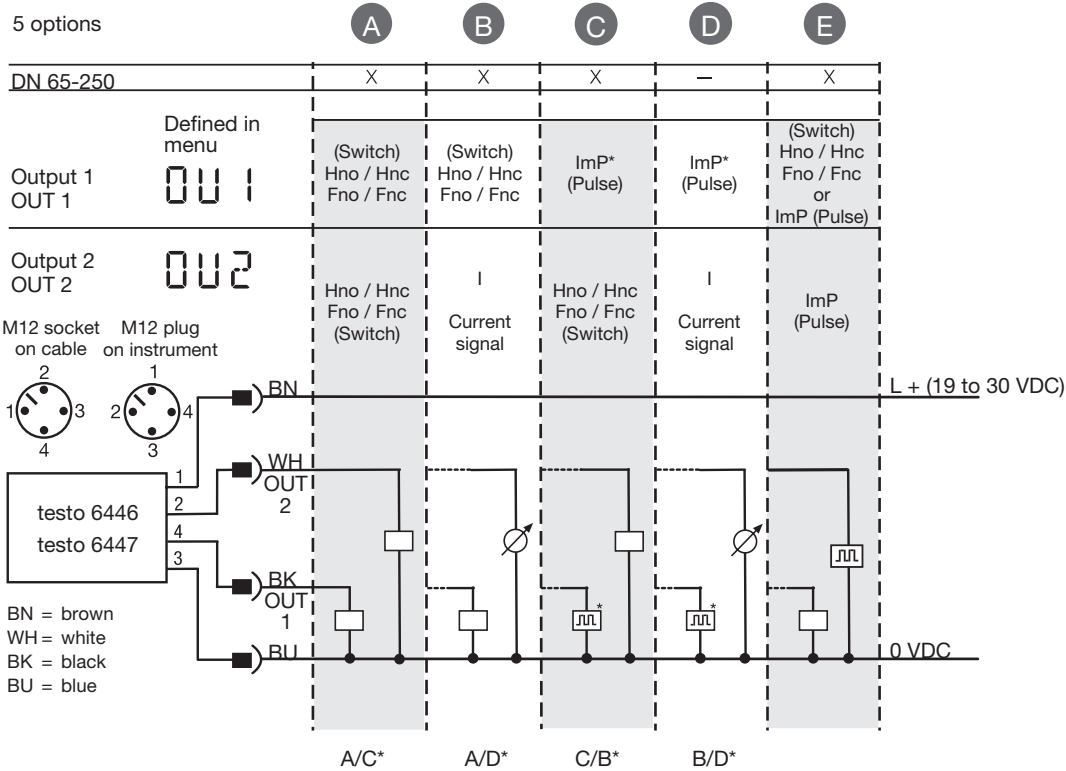 5 options A B C D E
DN 65-250 X X X — X
Defined in
menu
Output 1
OUT 1
OU1
(Switch)
Hno / Hnc
Fno / Fnc
(Switch)
Hno / Hnc
Fno / Fnc
ImP*
(Pulse)
ImP*
(Pulse)
(Switch)
Hno / Hnc
Fno / Fnc
or
ImP (Pulse)
Output 2
OUT 2
OU2
Hno / Hnc
Fno / Fnc
(Switch)
I
Current
signal
Hno / Hnc
Fno / Fnc
(Switch)
I
Current
signal
ImP
(Pulse)
M12 socket
on cable
2
1 3
4
M12 plug
on instrument
1
2 4
3
BN
L + (19 to 30 VDC)
WH
OUT
2
testo 6446
testo 6447
1
2
4
3
BK
OUT
1
*
*
BU
0 VDC
BN = brown
WH = white
BK = black
BU = blue
A/C* A/D* C/B* B/D*